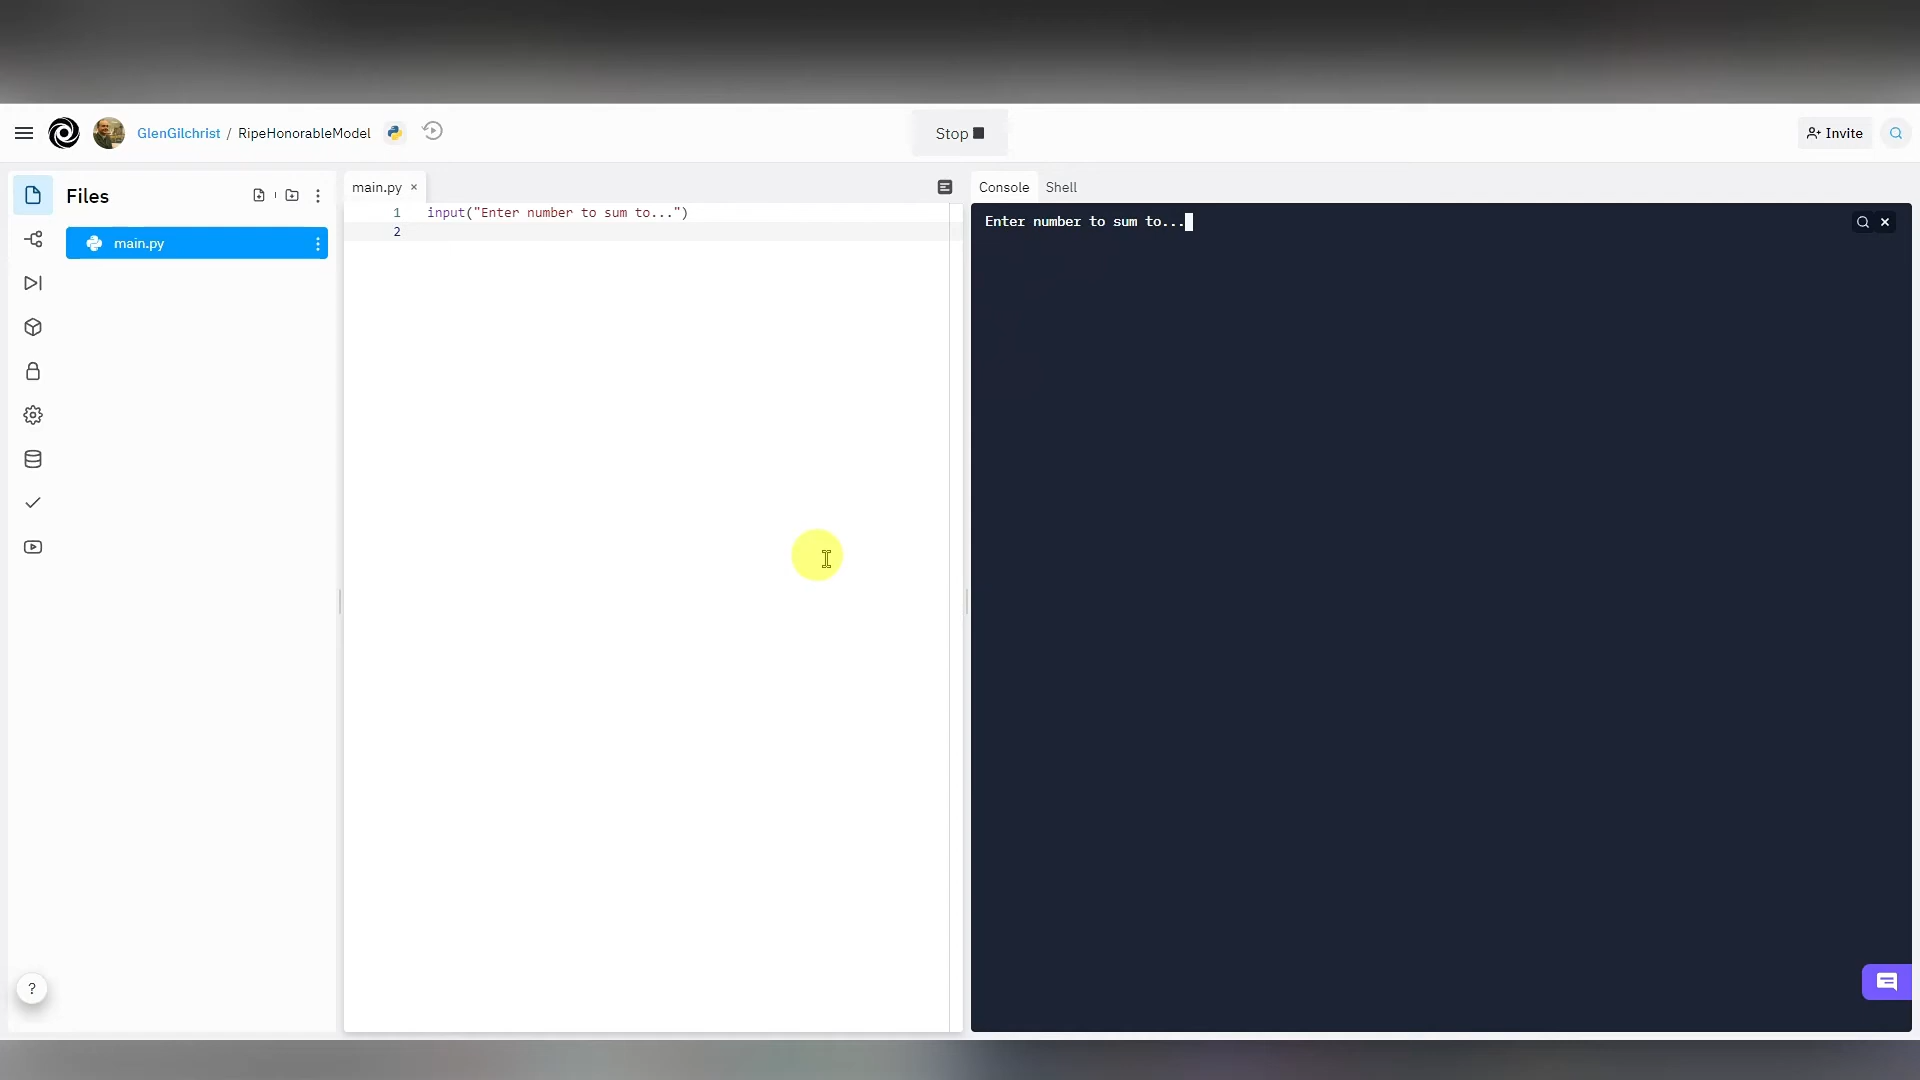 GlenGilchrist / RipeHonorableModel
Stop
Invite
Files
main.py
main.py ×
1 input("Enter number to sum to...")
2
Console Shell
Enter number to sum to...
?